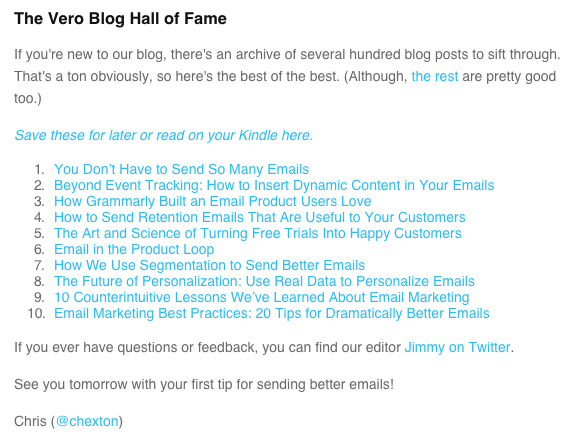 The Vero Blog Hall of Fame
If you're new to our blog, there's an archive of several hundred blog posts to sift through.
That's a ton obviously, so here's the best of the best. (Although, the rest are pretty good
too.)
Save these for later or read on your Kindle here.
1. You Don’t Have to Send So Many Emails
2. Beyond Event Tracking: How to Insert Dynamic Content in Your Emails
3. How Grammarly Built an Email Product Users Love
4. How to Send Retention Emails That Are Useful to Your Customers
5. The Art and Science of Turning Free Trials Into Happy Customers
6. Email in the Product Loop
7. How We Use Segmentation to Send Better Emails
8. The Future of Personalization: Use Real Data to Personalize Emails
9. 10 Counterintuitive Lessons We’ve Learned About Email Marketing
10. Email Marketing Best Practices: 20 Tips for Dramatically Better Emails
If you ever have questions or feedback, you can find our editor Jimmy on Twitter.
See you tomorrow with your first tip for sending better emails!
Chris (@chexton)